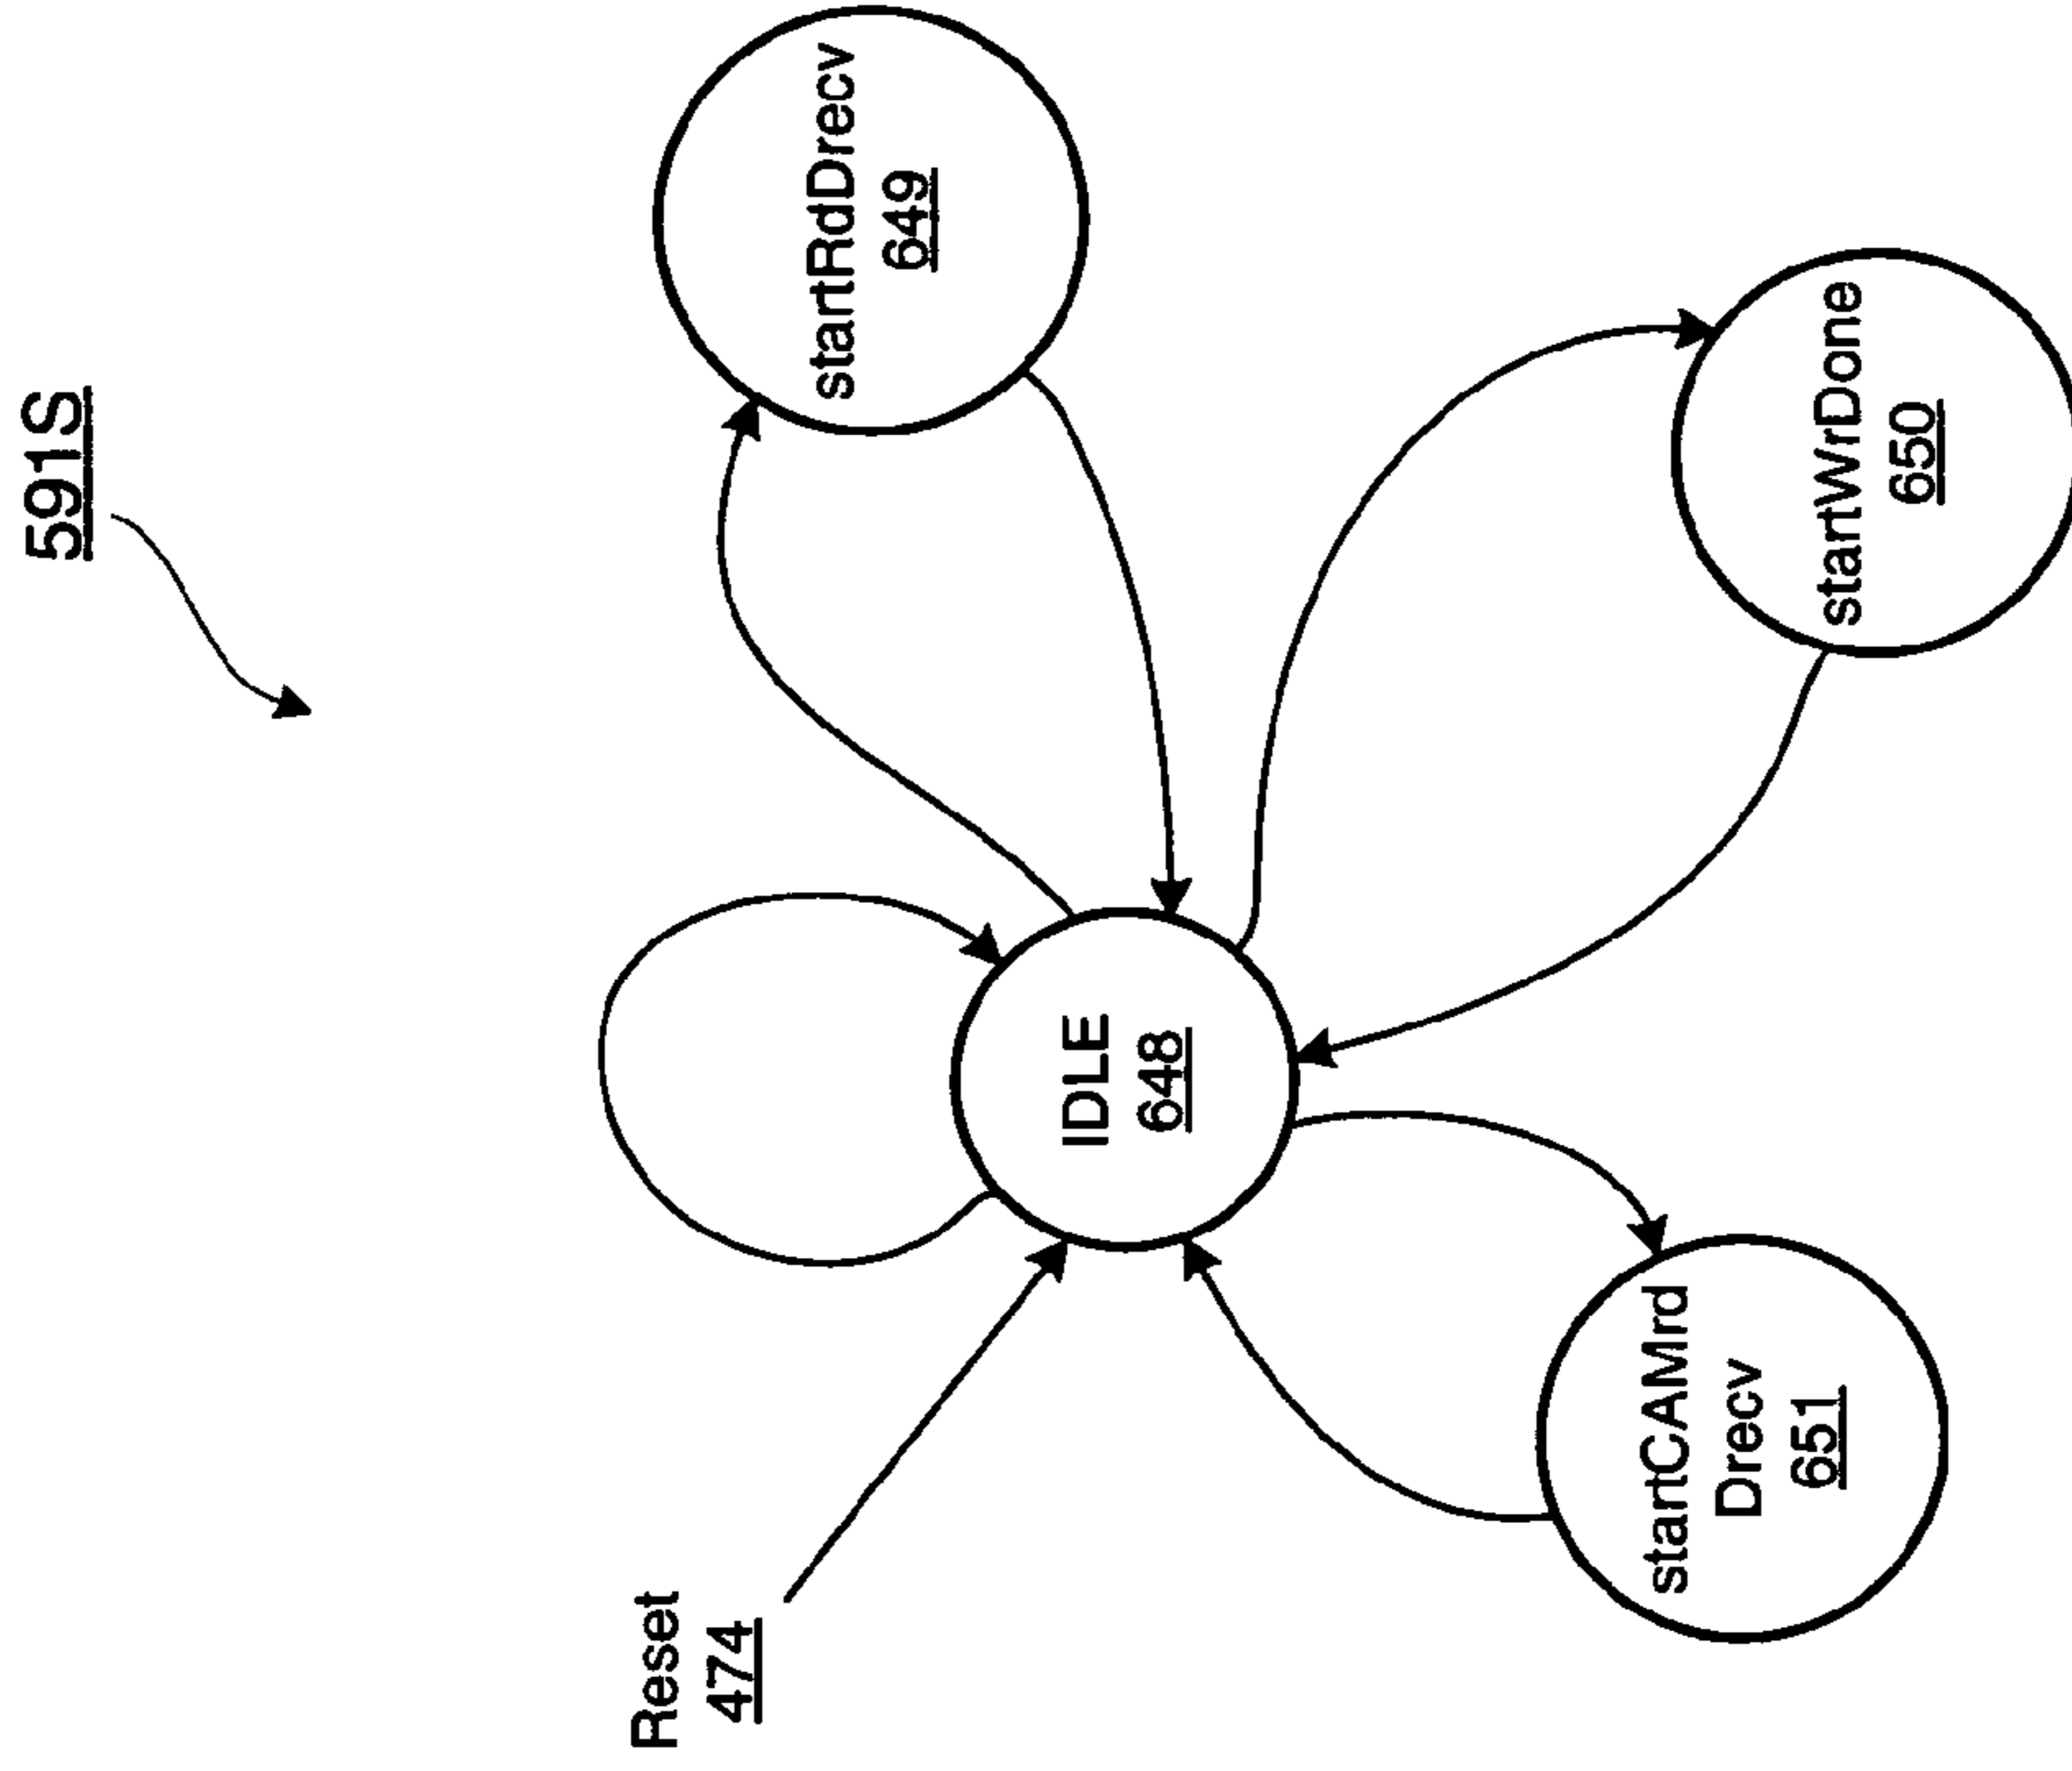 591S
Reset
474
IDLE
648
startRdDrecv
649
startCAMrd
Drecv
651
startWrDone
650